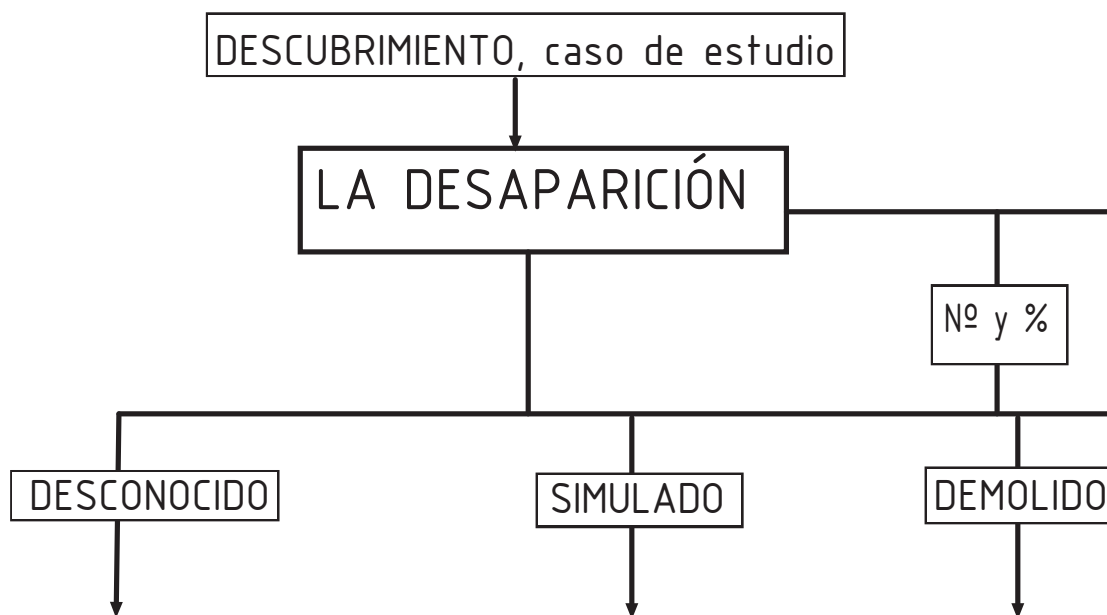 DESCUBRIMIENTO, caso de estudio
LA DESAPARICIÓN
Nº y %
DESCONOCIDO
SIMULADO
DEMOLIDO